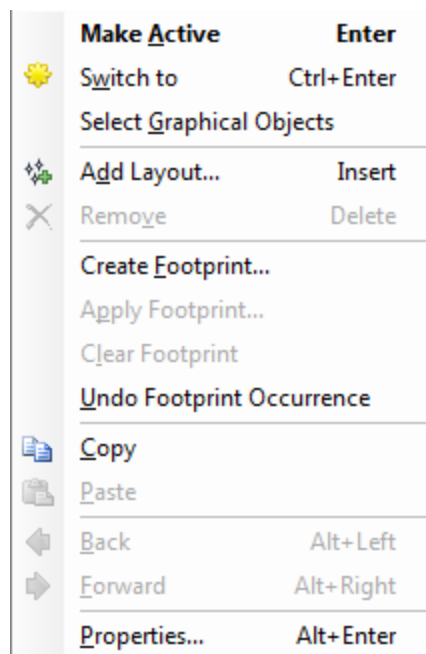 Make Active Enter
Switch to Ctrl+Enter
Select Graphical Objects
Add Layout... Insert
Remove Delete
Create Footprint...
Apply Footprint...
Clear Footprint
Undo Footprint Occurrence
Copy
Paste
Back Alt+Left
Forward Alt+Right
Properties... Alt+Enter